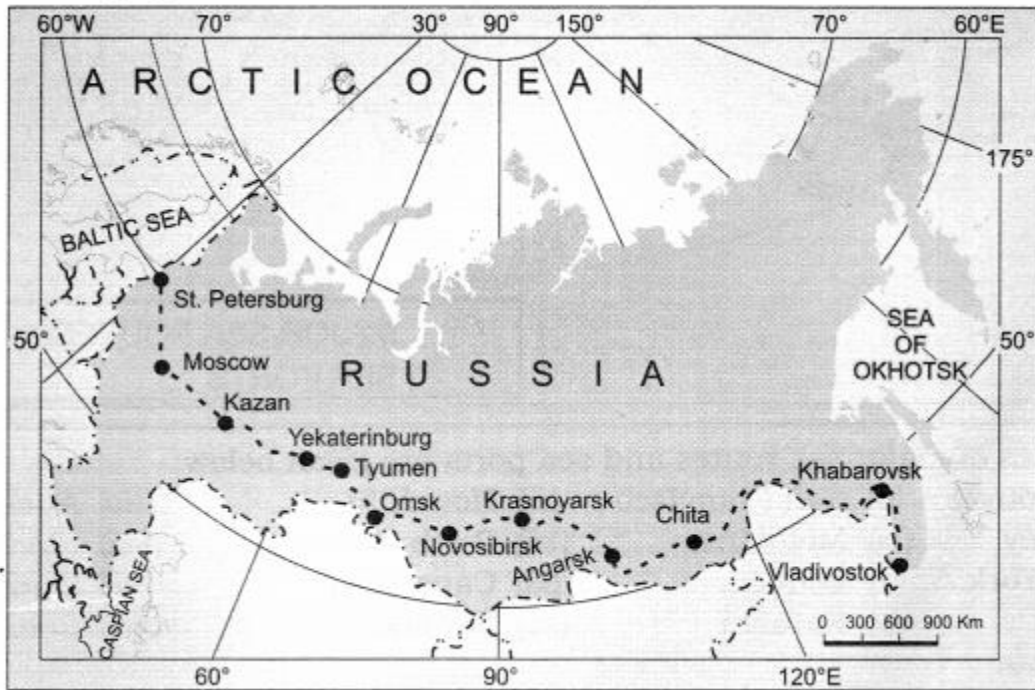 60°W 70° 30° 90° 150° 70° 60°E
ARCTIC OCEAN
175°
BALTIC SEA
St. Petersburg
50°
SEA
OF
OKHOTSK
50°
Moscow
RUSSIA
Kazan
Yekaterinburg
Tyumen
Khabarovsk
Omsk
Krasnoyarsk
Chita
Novosibirsk
Angarsk
Vladivostok
CASPIAN SEA
0 300 600 900 Km
60° 90° 120°E